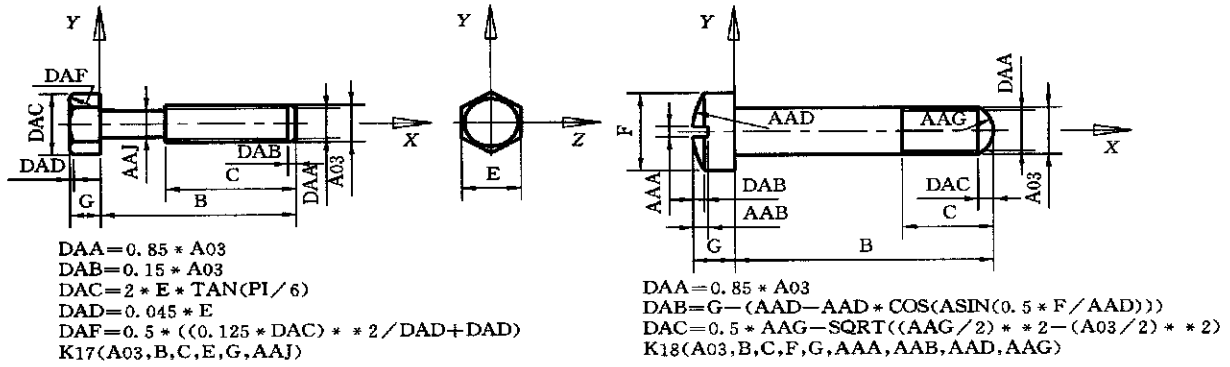 Y
Y
Y
DAF
DAC
X
Z
X
DAD
AAJ
DAB
C
DAA
A03
B
G
E
F
AAD
AAG
DAA
AAA
DAB
AAB
DAC
C
A03
G
B
DAA=0.85*A03
DAB=0.15*A03
DAC=2*E*TAN(PI/6)
DAD=0.045*E
DAF=0.5*((0.125*DAC)**2/DAD+DAD)
K17(A03,B,C,E,G,AAJ)
DAA=0.85*A03
DAB=G-(AAD-AAD*COS(ASIN(0.5*F/AAD)))
DAC=0.5*AAG-SQRT((AAG/2)**2-(A03/2)**2)
K18(A03,B,C,F,G,AAA,AAB,AAD,AAG)